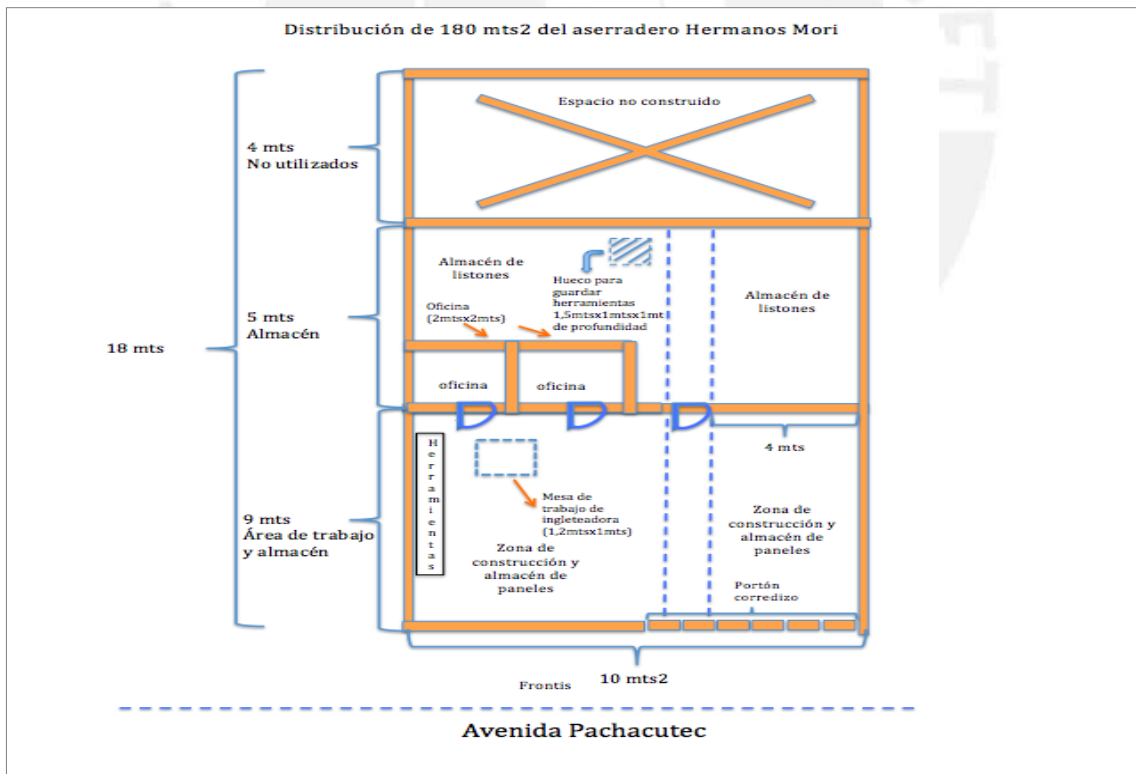 Distribución de 180 mts2 del aserradero Hermanos Mori
Espacio no construido
4 mts
No utilizados
Almacén de
listones
Hueco para
guardar
herramientas
1,5mtsx1mtsx1mt
de profundidad
Almacén de
listones
Oficina
(2mtsx2mts)
5 mts
Almacén
18 mts
oficina
oficina
4 mts
Herramientas
Mesa de
trabajo de
ingleteadora
(1,2mtsx1mts)
9 mts
Área de trabajo
y almacén
Zona de
construcción y
almacén de
paneles
Zona de
construcción y
almacén de
paneles
Portón
corredizo
10 mts2
Frontis
Avenida Pachacutec